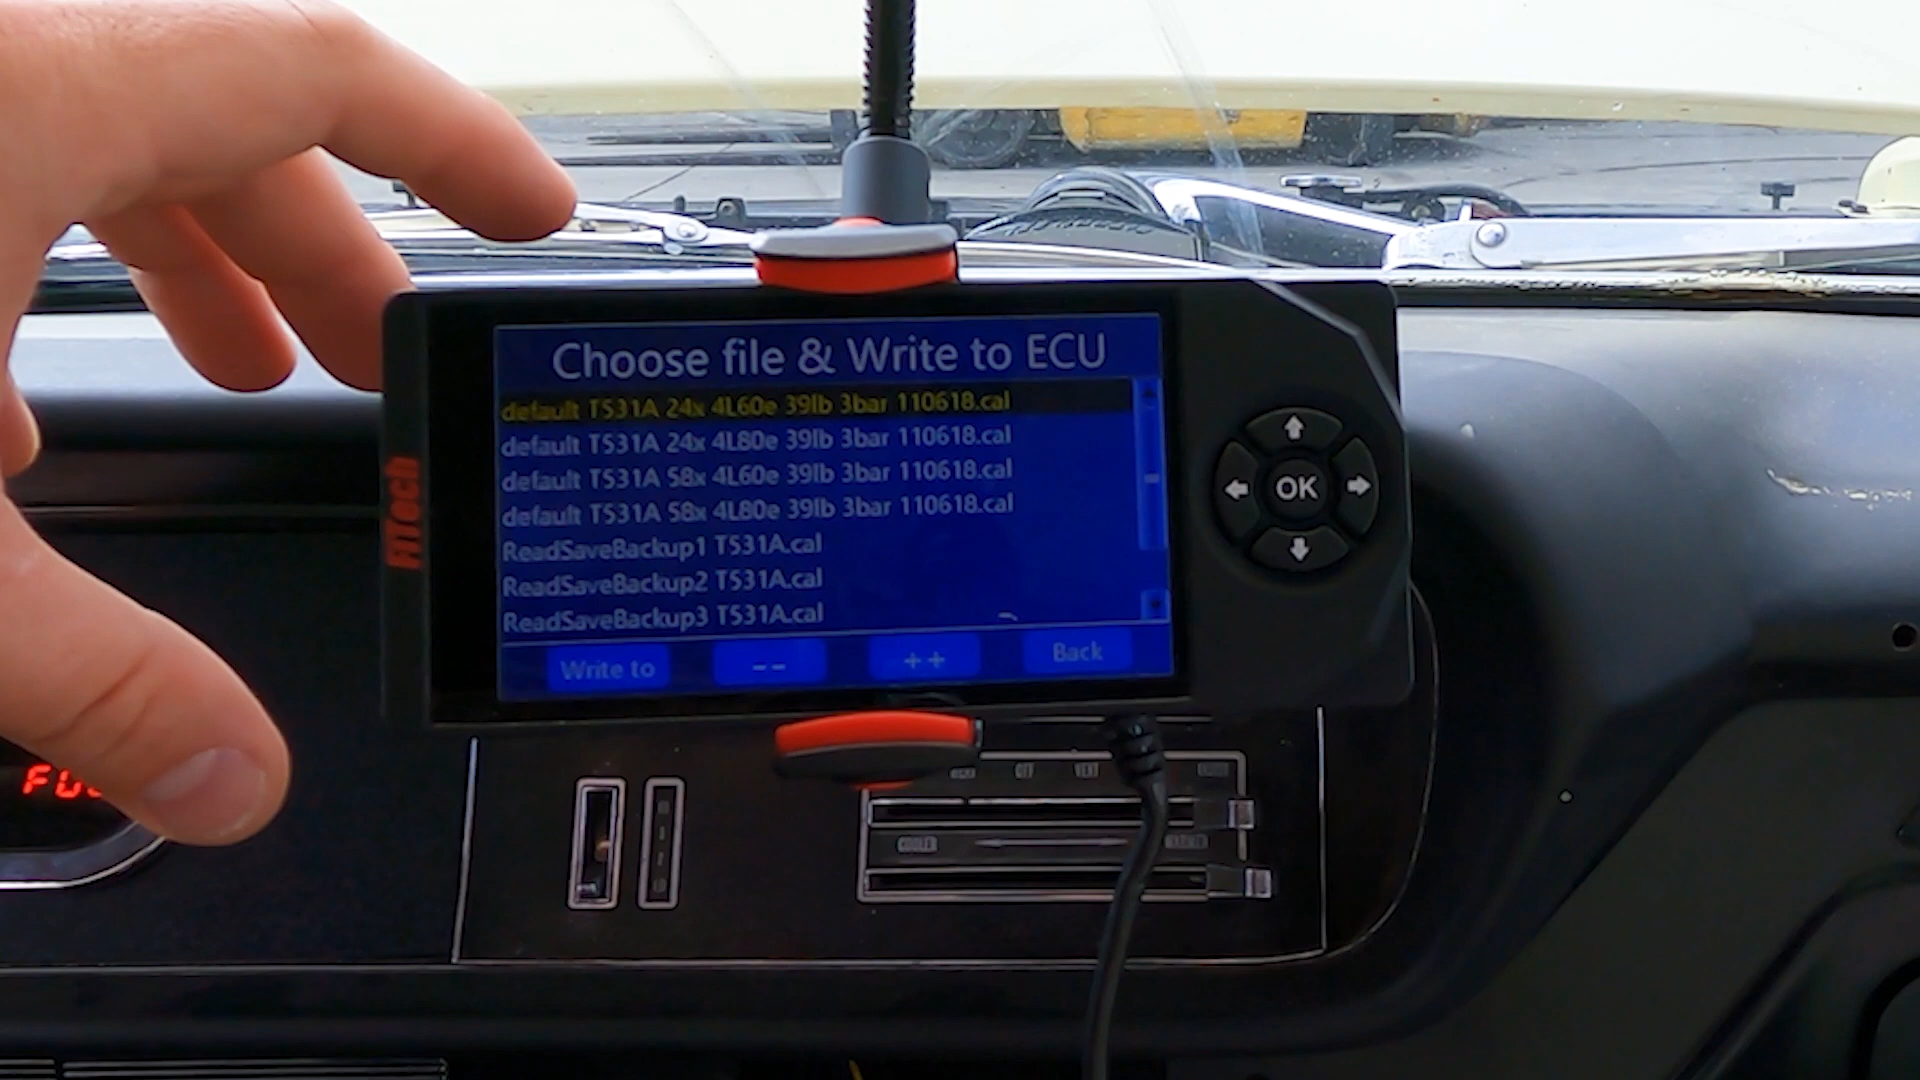 Choose file & Write to ECU
default T531A 24x 4L60e 39lb 3bar 110618.cal
default T531A 24x 4L80e 39lb 3bar 110618.cal
default T531A 58x 4L60e 39lb 3bar 110618.cal
default T531A 58x 4L80e 39lb 3bar 110618.cal
ReadSaveBackup1 T531A.cal
ReadSaveBackup2 T531A.cal
ReadSaveBackup3 T531A.cal
Write to
--
++
Back
OK
FiTech
COOLER